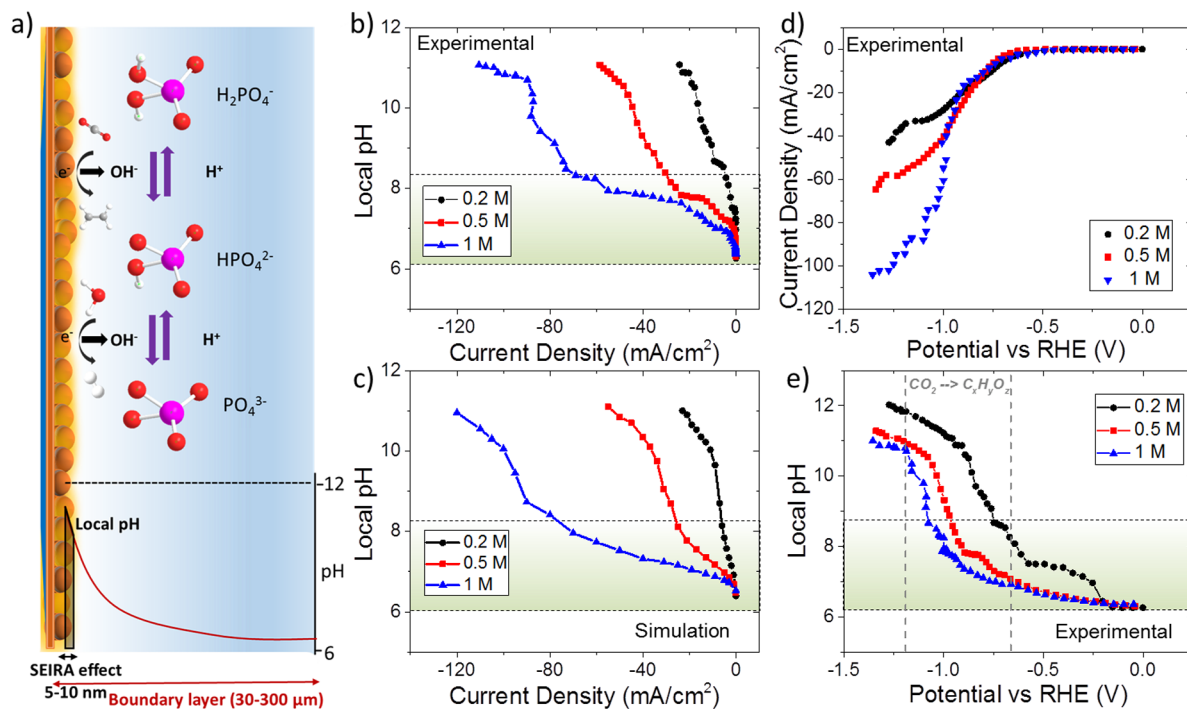 a)
H₂PO₄⁻
e⁻
OH⁻
H⁺
HPO₄²⁻
e⁻
OH⁻
H⁺
PO₄³⁻
12
Local pH
pH
6
SEIRA effect
5-10 nm
Boundary layer (30-300 µm)
b)
Experimental
12
10
8
6
Local pH
0.2 M
0.5 M
1 M
-120
-80
-40
0
Current Density (mA/cm²)
c)
12
10
8
6
Local pH
0.2 M
0.5 M
1 M
Simulation
-120
-80
-40
0
Current Density (mA/cm²)
d)
Experimental
0
-20
-40
-60
-80
-100
-120
Current Density (mA/cm²)
0.2 M
0.5 M
1 M
-1.5
-1.0
-0.5
0.0
Potential vs RHE (V)
e)
CO₂ --> CₓHᵧO_z
12
10
8
6
Local pH
0.2 M
0.5 M
1 M
Experimental
-1.5
-1.0
-0.5
0.0
Potential vs RHE (V)